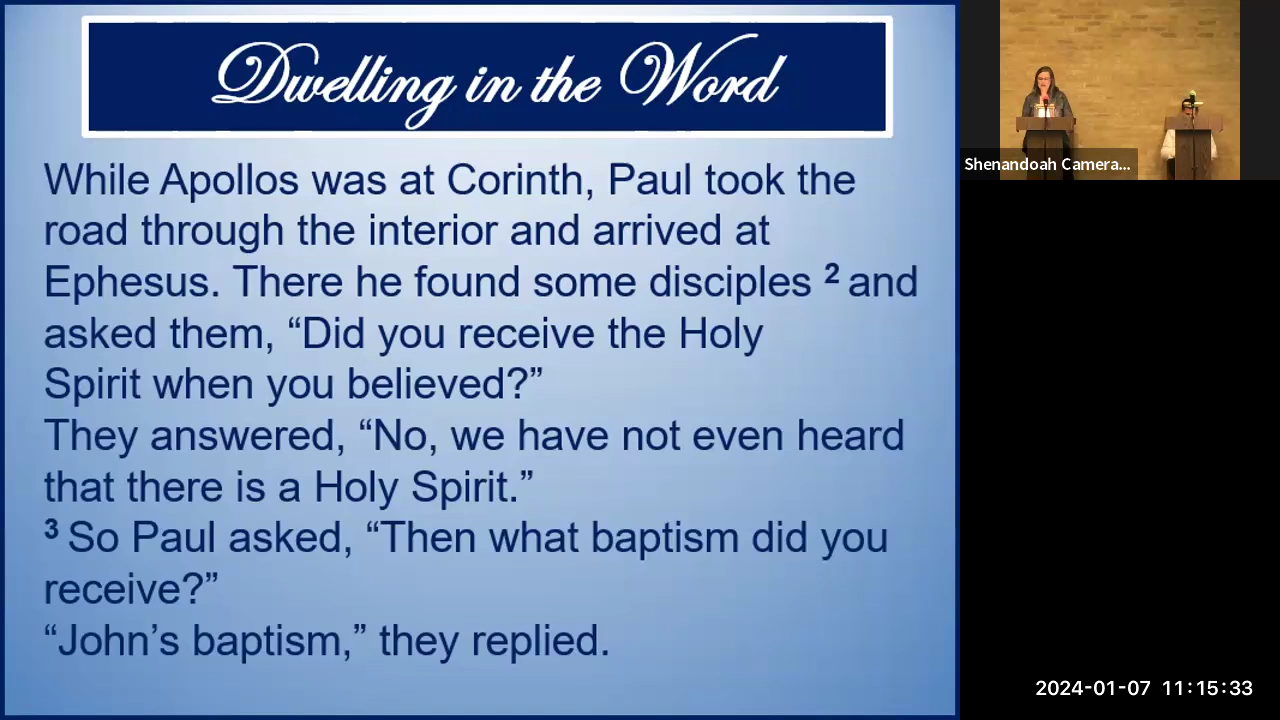 Dwelling in the Word
While Apollos was at Corinth, Paul took the
road through the interior and arrived at
Ephesus. There he found some disciples ² and
asked them, “Did you receive the Holy
Spirit when you believed?”
They answered, “No, we have not even heard
that there is a Holy Spirit.”
³ So Paul asked, “Then what baptism did you
receive?”
“John’s baptism,” they replied.
Shenandoah Camera...
2024-01-07 11:15:33